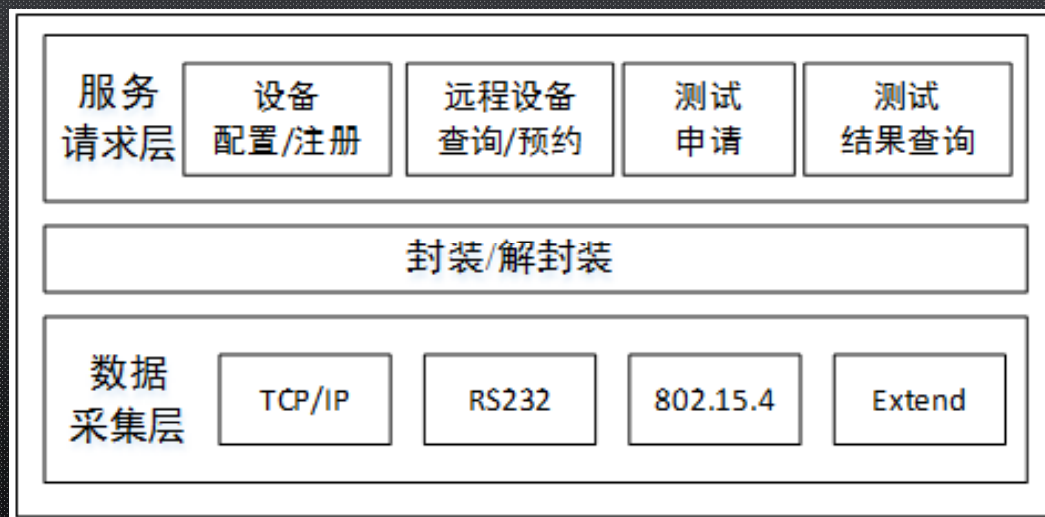 服务
请求层
设备
配置/注册
远程设备
查询/预约
测试
申请
测试
结果查询
封装/解封装
数据
采集层
TCP/IP
RS232
802.15.4
Extend